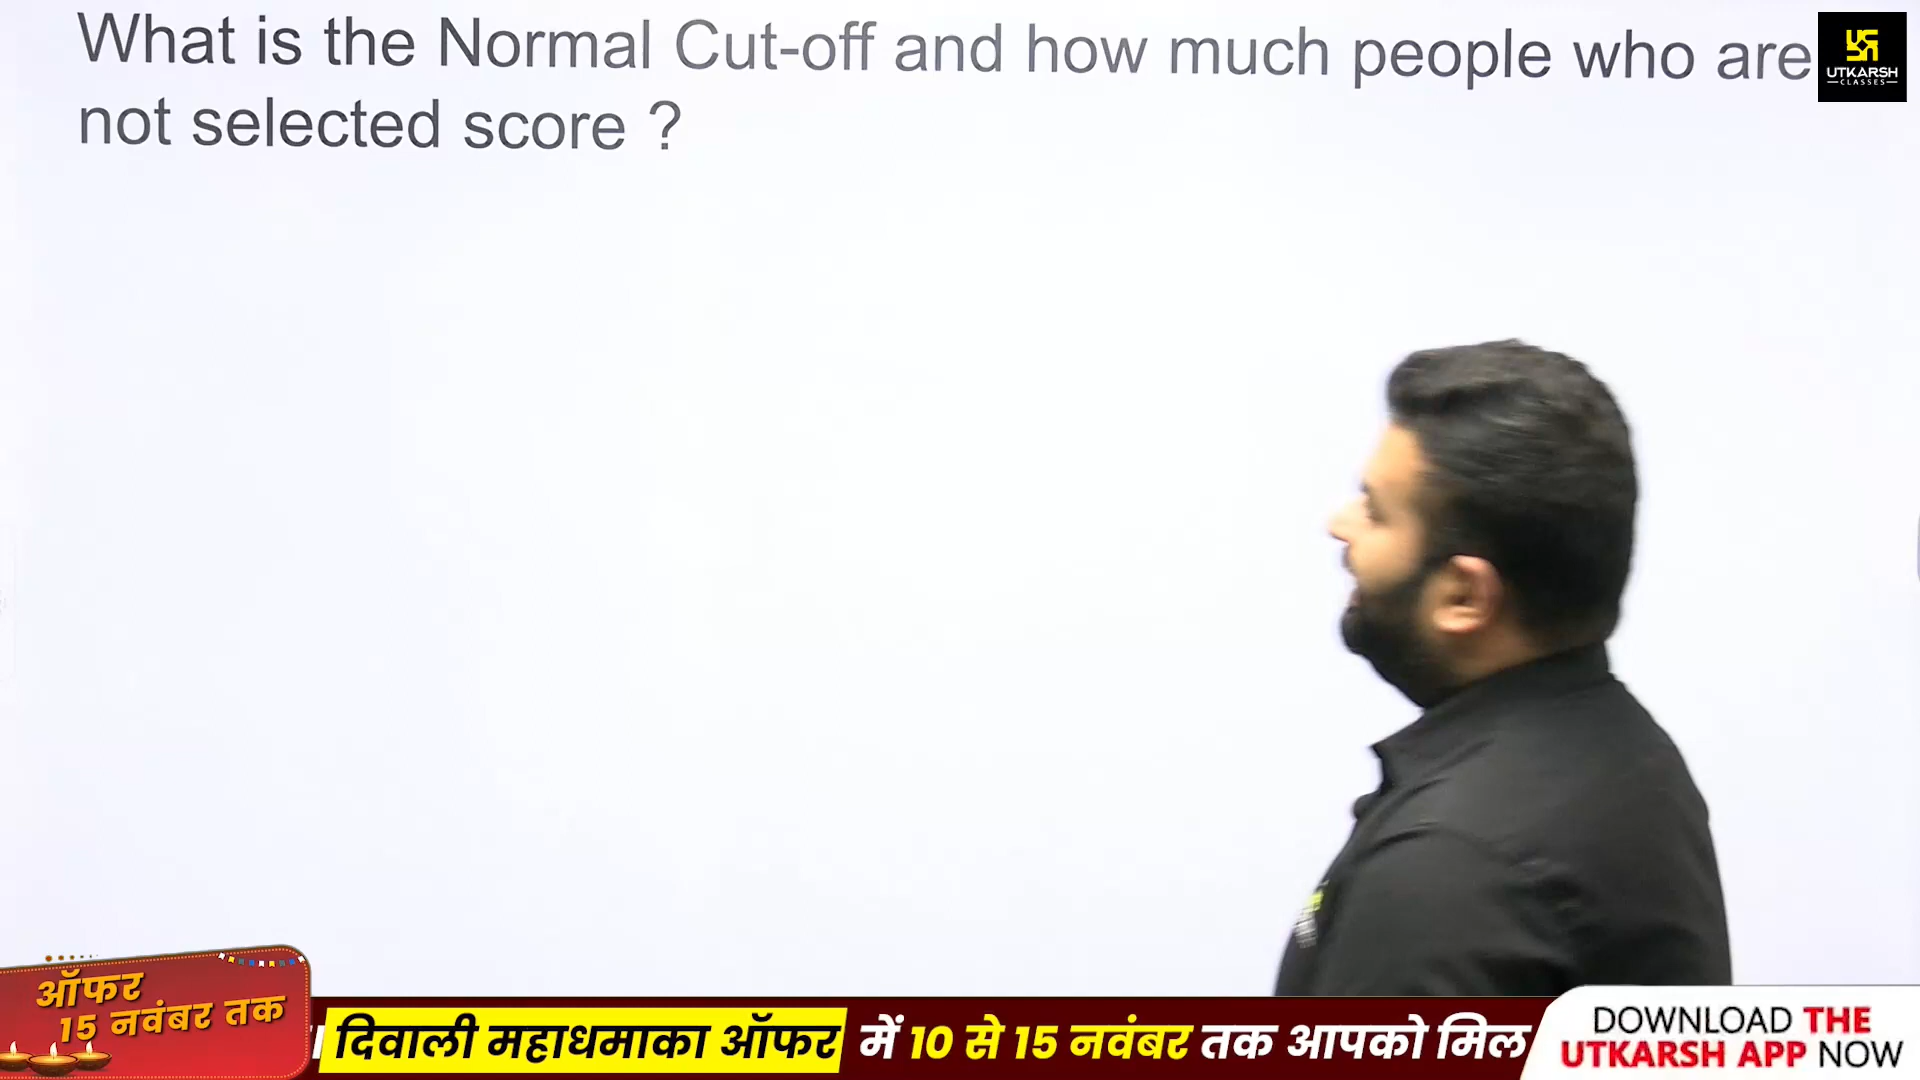 What is the Normal Cut-off and how much people who are
not selected score ?
UTKARSH
CLASSES
ऑफर
15 नवंबर तक
दिवाली महाधमाका ऑफर में 10 से 15 नवंबर तक आपको मिल
DOWNLOAD THE
UTKARSH APP NOW